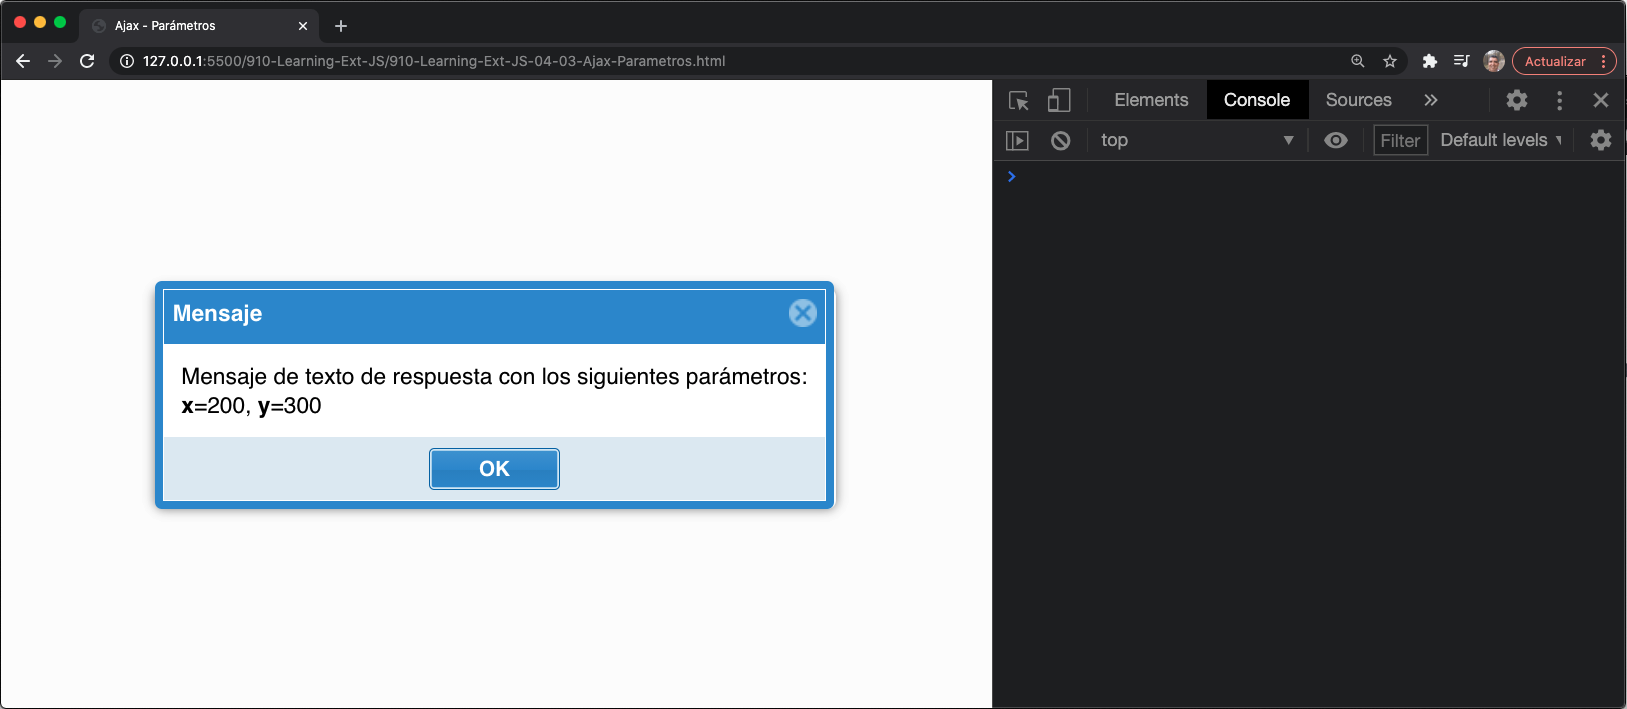 Ajax - Parámetros
127.0.0.1:5500/910-Learning-Ext-JS/910-Learning-Ext-JS-04-03-Ajax-Parametros.html
Actualizar
Elements Console Sources
top Filter Default levels
Mensaje
Mensaje de texto de respuesta con los siguientes parámetros:
x=200, y=300
OK